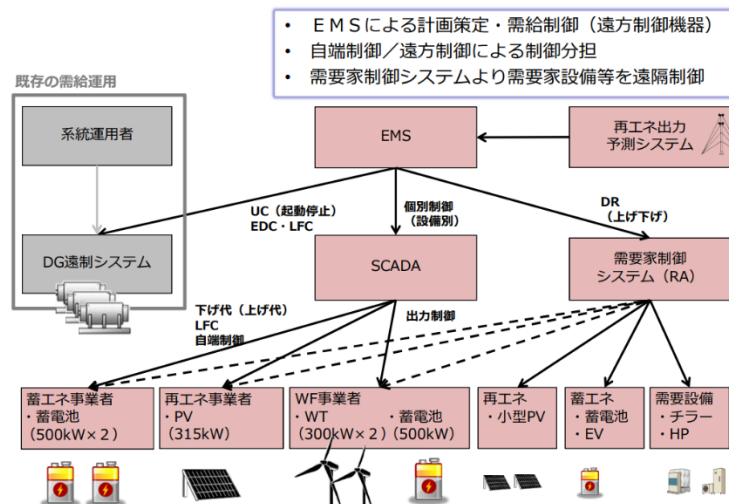 • ＥＭＳによる計画策定・需給制御（遠方制御機器）
• 自端制御／遠方制御による制御分担
• 需要家制御システムより需要家設備等を遠隔制御
既存の需給運用
系統運用者
EMS
再エネ出力
予測システム
UC（起動停止）
EDC・LFC
個別制御
（設備別）
DR
（上げ下げ）
DG遠制システム
SCADA
需要家制御
システム（RA）
下げ代（上げ代）
LFC
自端制御
出力制御
蓄エネ事業者
・蓄電池
（500kW×２）
再エネ事業者
・PV
（315kW）
WF事業者
・WT ・蓄電池
（300kW×２）（500kW）
再エネ
・小型PV
蓄エネ
・蓄電池
・EV
需要設備
・チラー
・HP